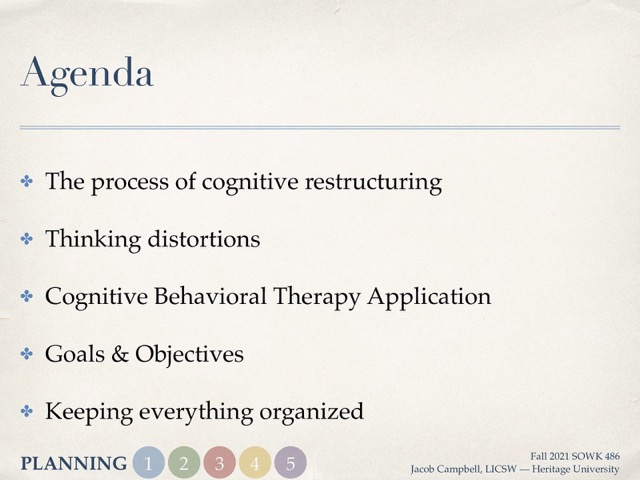 Agenda
The process of cognitive restructuring
Thinking distortions
Cognitive Behavioral Therapy Application
Goals & Objectives
Keeping everything organized
PLANNING 1 2 3 4 5
Fall 2021 SOWK 486
Jacob Campbell, LICSW — Heritage University